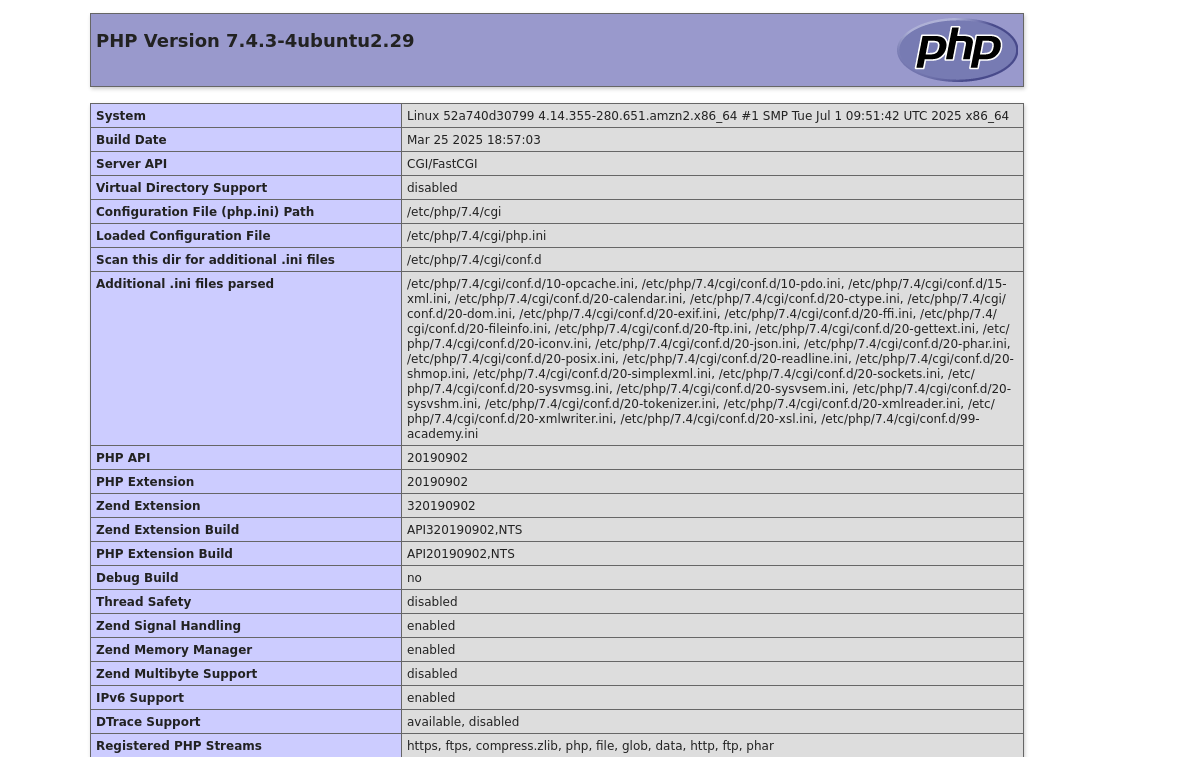 PHP Version 7.4.3-4ubuntu2.29
php
System Linux 52a740d30799 4.14.355-280.651.amzn2.x86_64 #1 SMP Tue Jul 1 09:51:42 UTC 2025 x86_64
Build Date Mar 25 2025 18:57:03
Server API CGI/FastCGI
Virtual Directory Support disabled
Configuration File (php.ini) Path /etc/php/7.4/cgi
Loaded Configuration File /etc/php/7.4/cgi/php.ini
Scan this dir for additional .ini files /etc/php/7.4/cgi/conf.d
Additional .ini files parsed /etc/php/7.4/cgi/conf.d/10-opcache.ini, /etc/php/7.4/cgi/conf.d/10-pdo.ini, /etc/php/7.4/cgi/conf.d/15-
xml.ini, /etc/php/7.4/cgi/conf.d/20-calendar.ini, /etc/php/7.4/cgi/conf.d/20-ctype.ini, /etc/php/7.4/cgi/
conf.d/20-dom.ini, /etc/php/7.4/cgi/conf.d/20-exif.ini, /etc/php/7.4/cgi/conf.d/20-ffi.ini, /etc/php/7.4/
cgi/conf.d/20-fileinfo.ini, /etc/php/7.4/cgi/conf.d/20-ftp.ini, /etc/php/7.4/cgi/conf.d/20-gettext.ini, /etc/
php/7.4/cgi/conf.d/20-iconv.ini, /etc/php/7.4/cgi/conf.d/20-json.ini, /etc/php/7.4/cgi/conf.d/20-phar.ini,
/etc/php/7.4/cgi/conf.d/20-posix.ini, /etc/php/7.4/cgi/conf.d/20-readline.ini, /etc/php/7.4/cgi/conf.d/20-
shmop.ini, /etc/php/7.4/cgi/conf.d/20-simplexml.ini, /etc/php/7.4/cgi/conf.d/20-sockets.ini, /etc/
php/7.4/cgi/conf.d/20-sysvmsg.ini, /etc/php/7.4/cgi/conf.d/20-sysvsem.ini, /etc/php/7.4/cgi/conf.d/20-
sysvshm.ini, /etc/php/7.4/cgi/conf.d/20-tokenizer.ini, /etc/php/7.4/cgi/conf.d/20-xmlreader.ini, /etc/
php/7.4/cgi/conf.d/20-xmlwriter.ini, /etc/php/7.4/cgi/conf.d/20-xsl.ini, /etc/php/7.4/cgi/conf.d/99-
academy.ini
PHP API 20190902
PHP Extension 20190902
Zend Extension 320190902
Zend Extension Build API320190902,NTS
PHP Extension Build API20190902,NTS
Debug Build no
Thread Safety disabled
Zend Signal Handling enabled
Zend Memory Manager enabled
Zend Multibyte Support disabled
IPv6 Support enabled
DTrace Support available, disabled
Registered PHP Streams https, ftps, compress.zlib, php, file, glob, data, http, ftp, phar